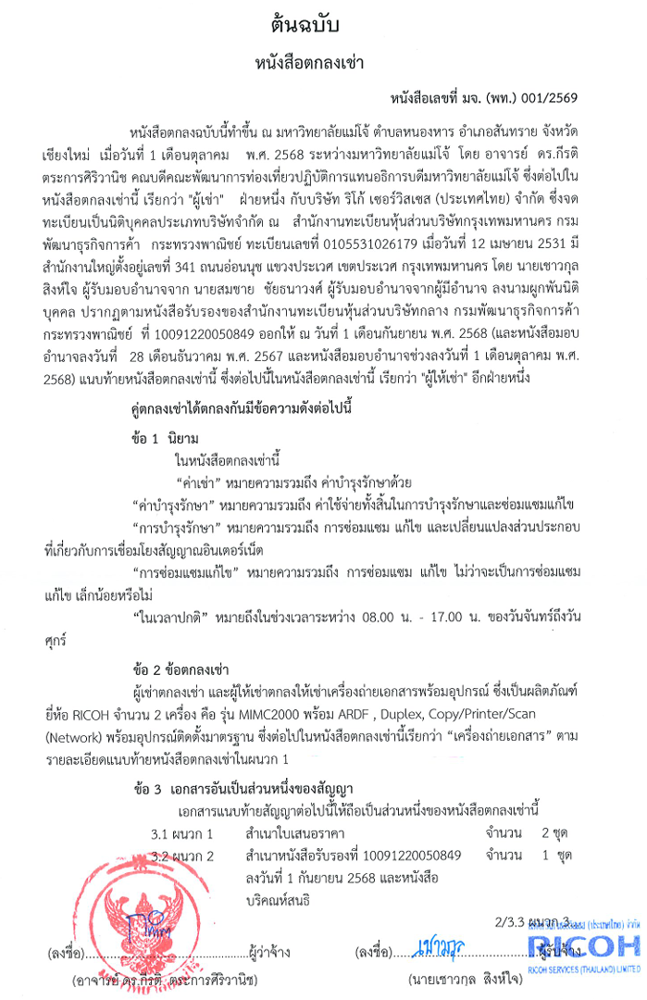 ต้นฉบับ
หนังสือตกลงเช่า
หนังสือเลขที่ มจ. (พท.) 001/2569
หนังสือตกลงฉบับนี้ทำขึ้น ณ มหาวิทยาลัยแม่โจ้ ตำบลหนองหาร อำเภอสันทราย จังหวัด
เชียงใหม่ เมื่อวันที่ 1 เดือนตุลาคม พ.ศ. 2568 ระหว่างมหาวิทยาลัยแม่โจ้ โดย อาจารย์ ดร.กีรติ
ตระการศิริวานิช คณบดีคณะพัฒนาการท่องเที่ยวปฏิบัติการแทนอธิการบดีมหาวิทยาลัยแม่โจ้ ซึ่งต่อไปใน
หนังสือตกลงเช่านี้ เรียกว่า "ผู้เช่า" ฝ่ายหนึ่ง กับบริษัท ริโก้ เซอร์วิสเซส (ประเทศไทย) จำกัด ซึ่งจด
ทะเบียนเป็นนิติบุคคลประเภทบริษัทจำกัด ณ สำนักงานทะเบียนหุ้นส่วนบริษัทกรุงเทพมหานคร กรม
พัฒนาธุรกิจการค้า กระทรวงพาณิชย์ ทะเบียนเลขที่ 0105531026179 เมื่อวันที่ 12 เมษายน 2531 มี
สำนักงานใหญ่ตั้งอยู่เลขที่ 341 ถนนอ่อนนุช แขวงประเวศ เขตประเวศ กรุงเทพมหานคร โดย นายเชาวกุล
สิงห์ใจ ผู้รับมอบอำนาจจาก นายสมชาย ชัยธนาวงศ์ ผู้รับมอบอำนาจจากผู้มีอำนาจ ลงนามผูกพันนิติ
บุคคล ปรากฏตามหนังสือรับรองของสำนักงานทะเบียนหุ้นส่วนบริษัทกลาง กรมพัฒนาธุรกิจการค้า
กระทรวงพาณิชย์ ที่ 10091220050849 ออกให้ ณ วันที่ 1 เดือนกันยายน พ.ศ. 2568 (และหนังสือมอบ
อำนาจลงวันที่ 28 เดือนธันวาคม พ.ศ. 2567 และหนังสือมอบอำนาจช่วงลงวันที่ 1 เดือนตุลาคม พ.ศ.
2568) แนบท้ายหนังสือตกลงเช่านี้ ซึ่งต่อไปนี้ในหนังสือตกลงเช่านี้ เรียกว่า "ผู้ให้เช่า" อีกฝ่ายหนึ่ง
คู่ตกลงเช่าได้ตกลงกันมีข้อความดังต่อไปนี้
ข้อ 1 นิยาม
ในหนังสือตกลงเช่านี้
“ค่าเช่า” หมายความรวมถึง ค่าบำรุงรักษาด้วย
“ค่าบำรุงรักษา” หมายความรวมถึง ค่าใช้จ่ายทั้งสิ้นในการบำรุงรักษาและซ่อมแซมแก้ไข
“การบำรุงรักษา” หมายความรวมถึง การซ่อมแซม แก้ไข และเปลี่ยนแปลงส่วนประกอบ
ที่เกี่ยวกับการเชื่อมโยงสัญญาณอินเตอร์เน็ต
“การซ่อมแซมแก้ไข” หมายความรวมถึง การซ่อมแซม แก้ไข ไม่ว่าจะเป็นการซ่อมแซม
แก้ไข เล็กน้อยหรือไม่
“ในเวลาปกติ” หมายถึงในช่วงเวลาระหว่าง 08.00 น. - 17.00 น. ของวันจันทร์ถึงวัน
ศุกร์
ข้อ 2 ข้อตกลงเช่า
ผู้เช่าตกลงเช่า และผู้ให้เช่าตกลงให้เช่าเครื่องถ่ายเอกสารพร้อมอุปกรณ์ ซึ่งเป็นผลิตภัณฑ์
ยี่ห้อ RICOH จำนวน 2 เครื่อง คือ รุ่น MIMC2000 พร้อม ARDF , Duplex, Copy/Printer/Scan
(Network) พร้อมอุปกรณ์ติดตั้งมาตรฐาน ซึ่งต่อไปในหนังสือตกลงเช่านี้เรียกว่า “เครื่องถ่ายเอกสาร” ตาม
รายละเอียดแนบท้ายหนังสือตกลงเช่าในผนวก 1
ข้อ 3 เอกสารอันเป็นส่วนหนึ่งของสัญญา
เอกสารแนบท้ายสัญญาต่อไปนี้ให้ถือเป็นส่วนหนึ่งของหนังสือตกลงเช่านี้
3.1 ผนวก 1 สำเนาใบเสนอราคา จำนวน 2 ชุด
3.2 ผนวก 2 สำเนาหนังสือรับรองที่ 10091220050849 จำนวน 1 ชุด
ลงวันที่ 1 กันยายน 2568 และหนังสือ
บริคณห์สนธิ
2/3.3 ผนวก 3
(ลงชื่อ)........................................ผู้ว่าจ้าง (ลงชื่อ)........................................ผู้รับจ้าง
RICOH
RICOH SERVICES (THAILAND) LIMITED
(อาจารย์ ดร.กีรติ ตระการศิริวานิช) (นายเชาวกุล สิงห์ใจ)